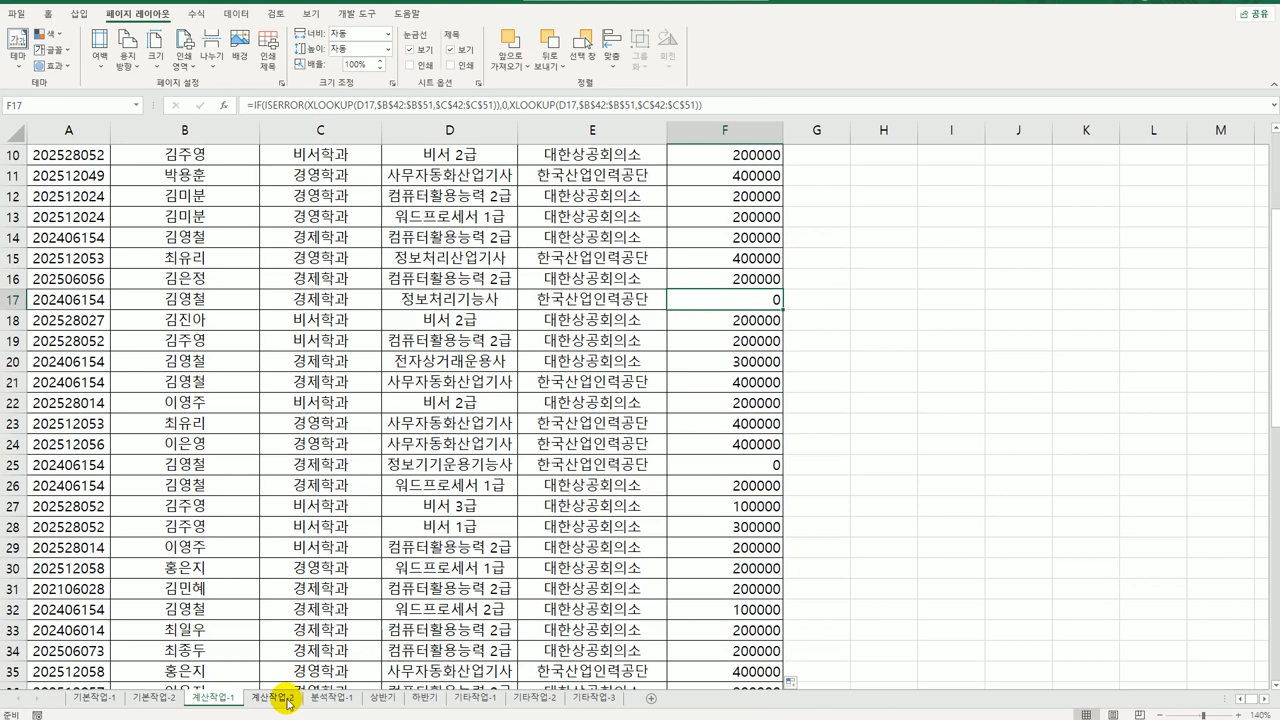 파일 홈 삽입 페이지 레이아웃 수식 데이터 검토 보기 개발 도구 도움말 공유
색 글꼴 효과 테마
여백 용지 방향 크기 인쇄 영역 나누기 배경 인쇄 제목
너비: 자동 높이: 자동 배율: 100%
눈금선 보기 인쇄 제목 보기 인쇄
앞으로 가져오기 뒤로 보내기 선택 창 맞춤 그룹화 회전
테마 페이지 설정 크기 조정 시트 옵션 정렬
F17 fx =IF(ISERROR(XLOOKUP(D17,$B$42:$B$51,$C$42:$C$51)),0,XLOOKUP(D17,$B$42:$B$51,$C$42:$C$51))
A B C D E F G H I J K L M
10 202528052 김주영 비서학과 비서 2급 대한상공회의소 200000
11 202512049 박용훈 경영학과 사무자동화산업기사 한국산업인력공단 400000
12 202512024 김미분 경영학과 컴퓨터활용능력 2급 대한상공회의소 200000
13 202512024 김미분 경영학과 워드프로세서 1급 대한상공회의소 200000
14 202406154 김영철 경제학과 컴퓨터활용능력 2급 대한상공회의소 200000
15 202512053 최유리 경영학과 정보처리산업기사 한국산업인력공단 400000
16 202506056 김은정 경제학과 컴퓨터활용능력 2급 대한상공회의소 200000
17 202406154 김영철 경제학과 정보처리기능사 한국산업인력공단 0
18 202528027 김진아 비서학과 비서 2급 대한상공회의소 200000
19 202528052 김주영 비서학과 컴퓨터활용능력 2급 대한상공회의소 200000
20 202406154 김영철 경제학과 전자상거래운용사 대한상공회의소 300000
21 202406154 김영철 경제학과 사무자동화산업기사 한국산업인력공단 400000
22 202528014 이영주 비서학과 비서 2급 대한상공회의소 200000
23 202512053 최유리 경영학과 사무자동화산업기사 한국산업인력공단 400000
24 202512056 이은영 경영학과 사무자동화산업기사 한국산업인력공단 400000
25 202406154 김영철 경제학과 정보기기운용기능사 한국산업인력공단 0
26 202406154 김영철 경제학과 워드프로세서 1급 대한상공회의소 200000
27 202528052 김주영 비서학과 비서 3급 대한상공회의소 100000
28 202528052 김주영 비서학과 비서 1급 대한상공회의소 300000
29 202528014 이영주 비서학과 컴퓨터활용능력 2급 대한상공회의소 200000
30 202512058 홍은지 경영학과 워드프로세서 1급 대한상공회의소 200000
31 202106028 김민혜 경제학과 컴퓨터활용능력 2급 대한상공회의소 200000
32 202406154 김영철 경제학과 워드프로세서 2급 대한상공회의소 100000
33 202406014 최일우 경제학과 컴퓨터활용능력 2급 대한상공회의소 200000
34 202506073 최종두 경제학과 컴퓨터활용능력 2급 대한상공회의소 200000
35 202512058 홍은지 경영학과 사무자동화산업기사 한국산업인력공단 400000
기본작업-1 기본작업-2 계산작업-1 계산작업-2 분석작업-1 상반기 하반기 기타작업-1 기타작업-2 기타작업-3
준비 140%